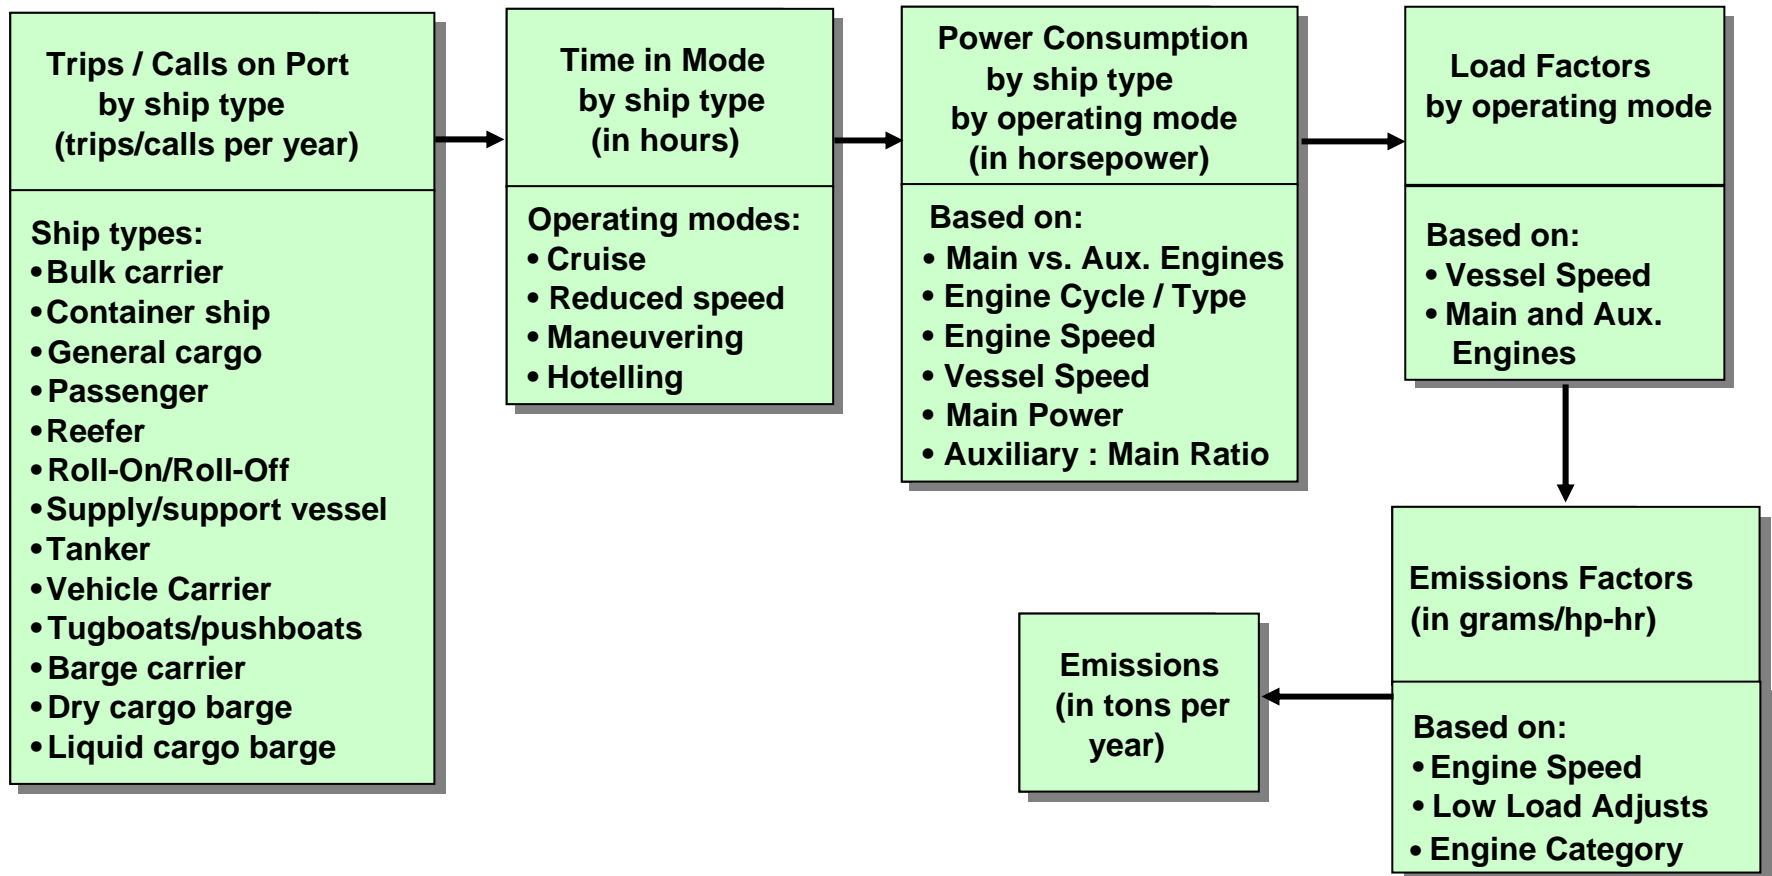 Trips / Calls on Port
by ship type
(trips/calls per year)
Ship types:
•Bulk carrier
•Container ship
•General cargo
•Passenger
•Reefer
•Roll-On/Roll-Off
•Supply/support vessel
•Tanker
•Vehicle Carrier
•Tugboats/pushboats
•Barge carrier
•Dry cargo barge
•Liquid cargo barge
Time in Mode
by ship type
(in hours)
Operating modes:
• Cruise
• Reduced speed
• Maneuvering
• Hotelling
Power Consumption
by ship type
by operating mode
(in horsepower)
Based on:
• Main vs. Aux. Engines
• Engine Cycle / Type
• Engine Speed
• Vessel Speed
• Main Power
• Auxiliary : Main Ratio
Load Factors
by operating mode
Based on:
• Vessel Speed
• Main and Aux.
Engines
Emissions Factors
(in grams/hp-hr)
Based on:
• Engine Speed
• Low Load Adjusts
• Engine Category
Emissions
(in tons per
year)